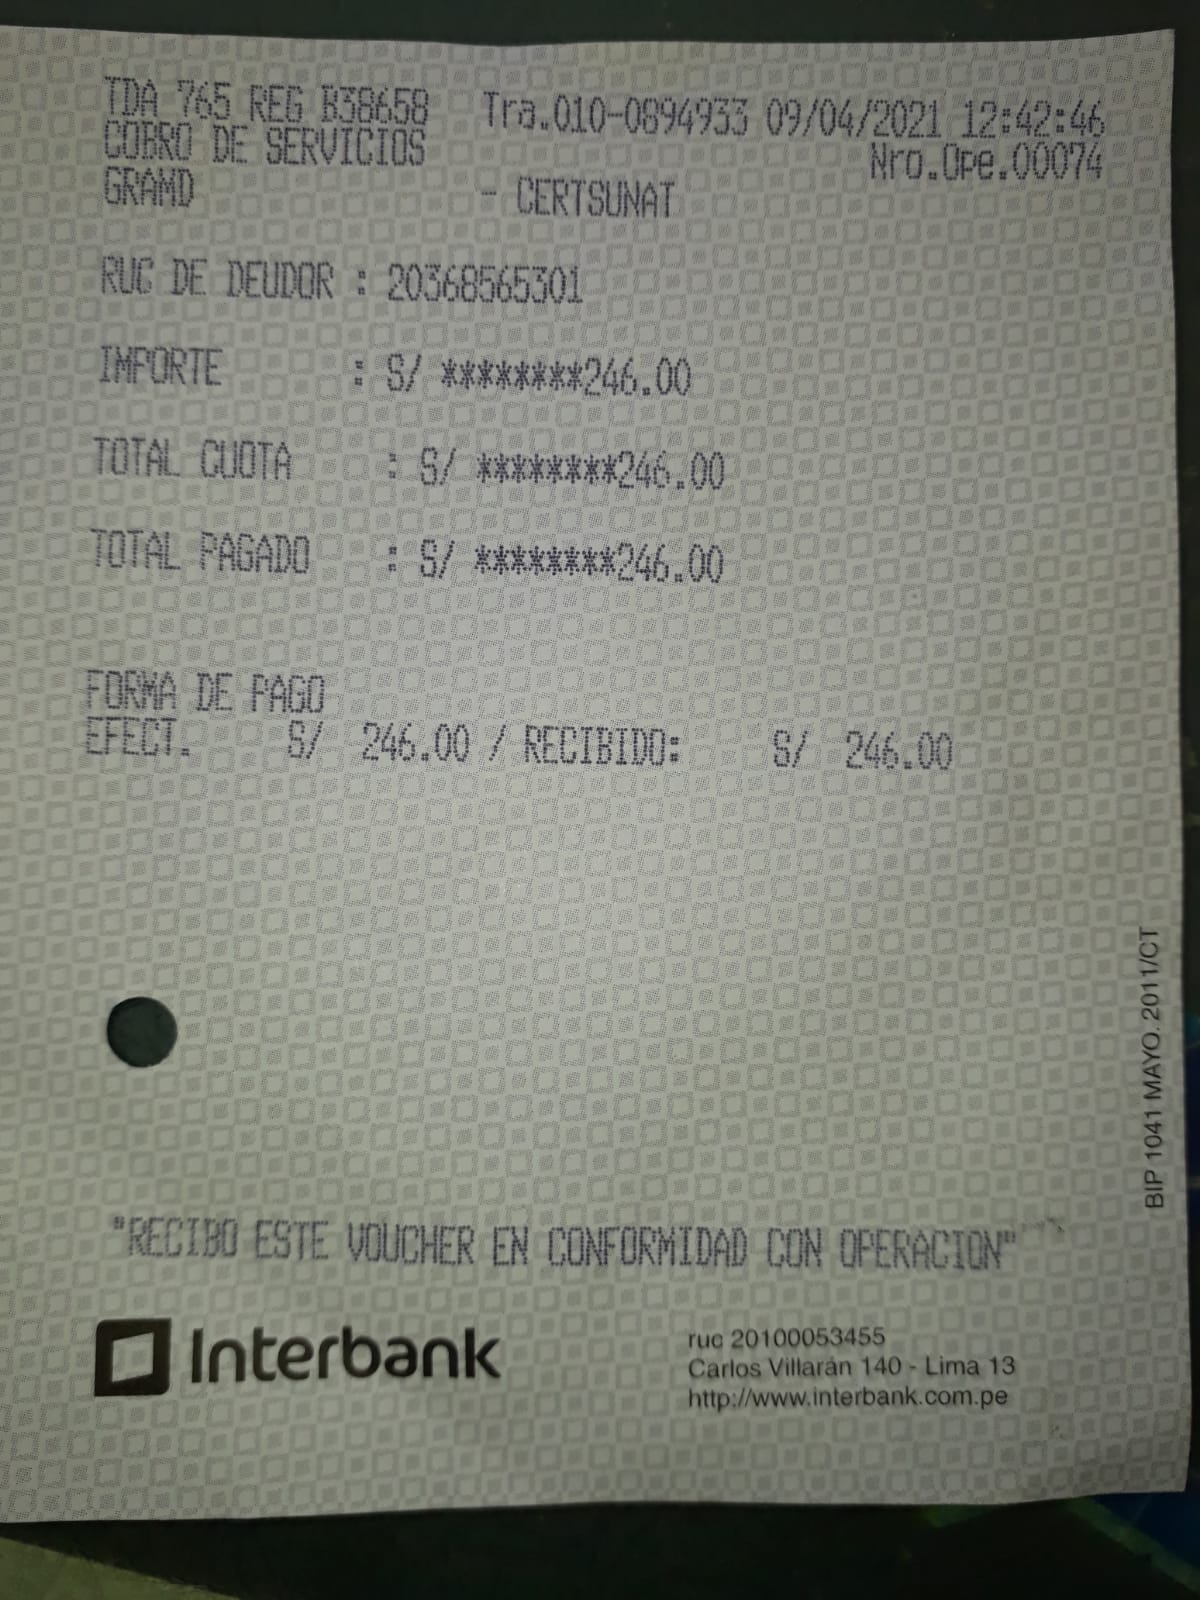 TDA 765 REG B38658 Tra.010-0894933 09/04/2021 12:42:46
COBRO DE SERVICIOS Nro.Ope.00074
GRAMD - CERTSUNAT
RUC DE DEUDOR : 20368565301
IMPORTE : S/ ********246.00
TOTAL CUOTA : S/ ********246.00
TOTAL PAGADO : S/ ********246.00
FORMA DE PAGO
EFECT. S/ 246.00 / RECIBIDO: S/ 246.00
BIP 1041 MAYO. 2011/CT
"RECIBO ESTE VOUCHER EN CONFORMIDAD CON OPERACION"
Interbank
ruc 20100053455
Carlos Villarán 140 - Lima 13
http://www.interbank.com.pe